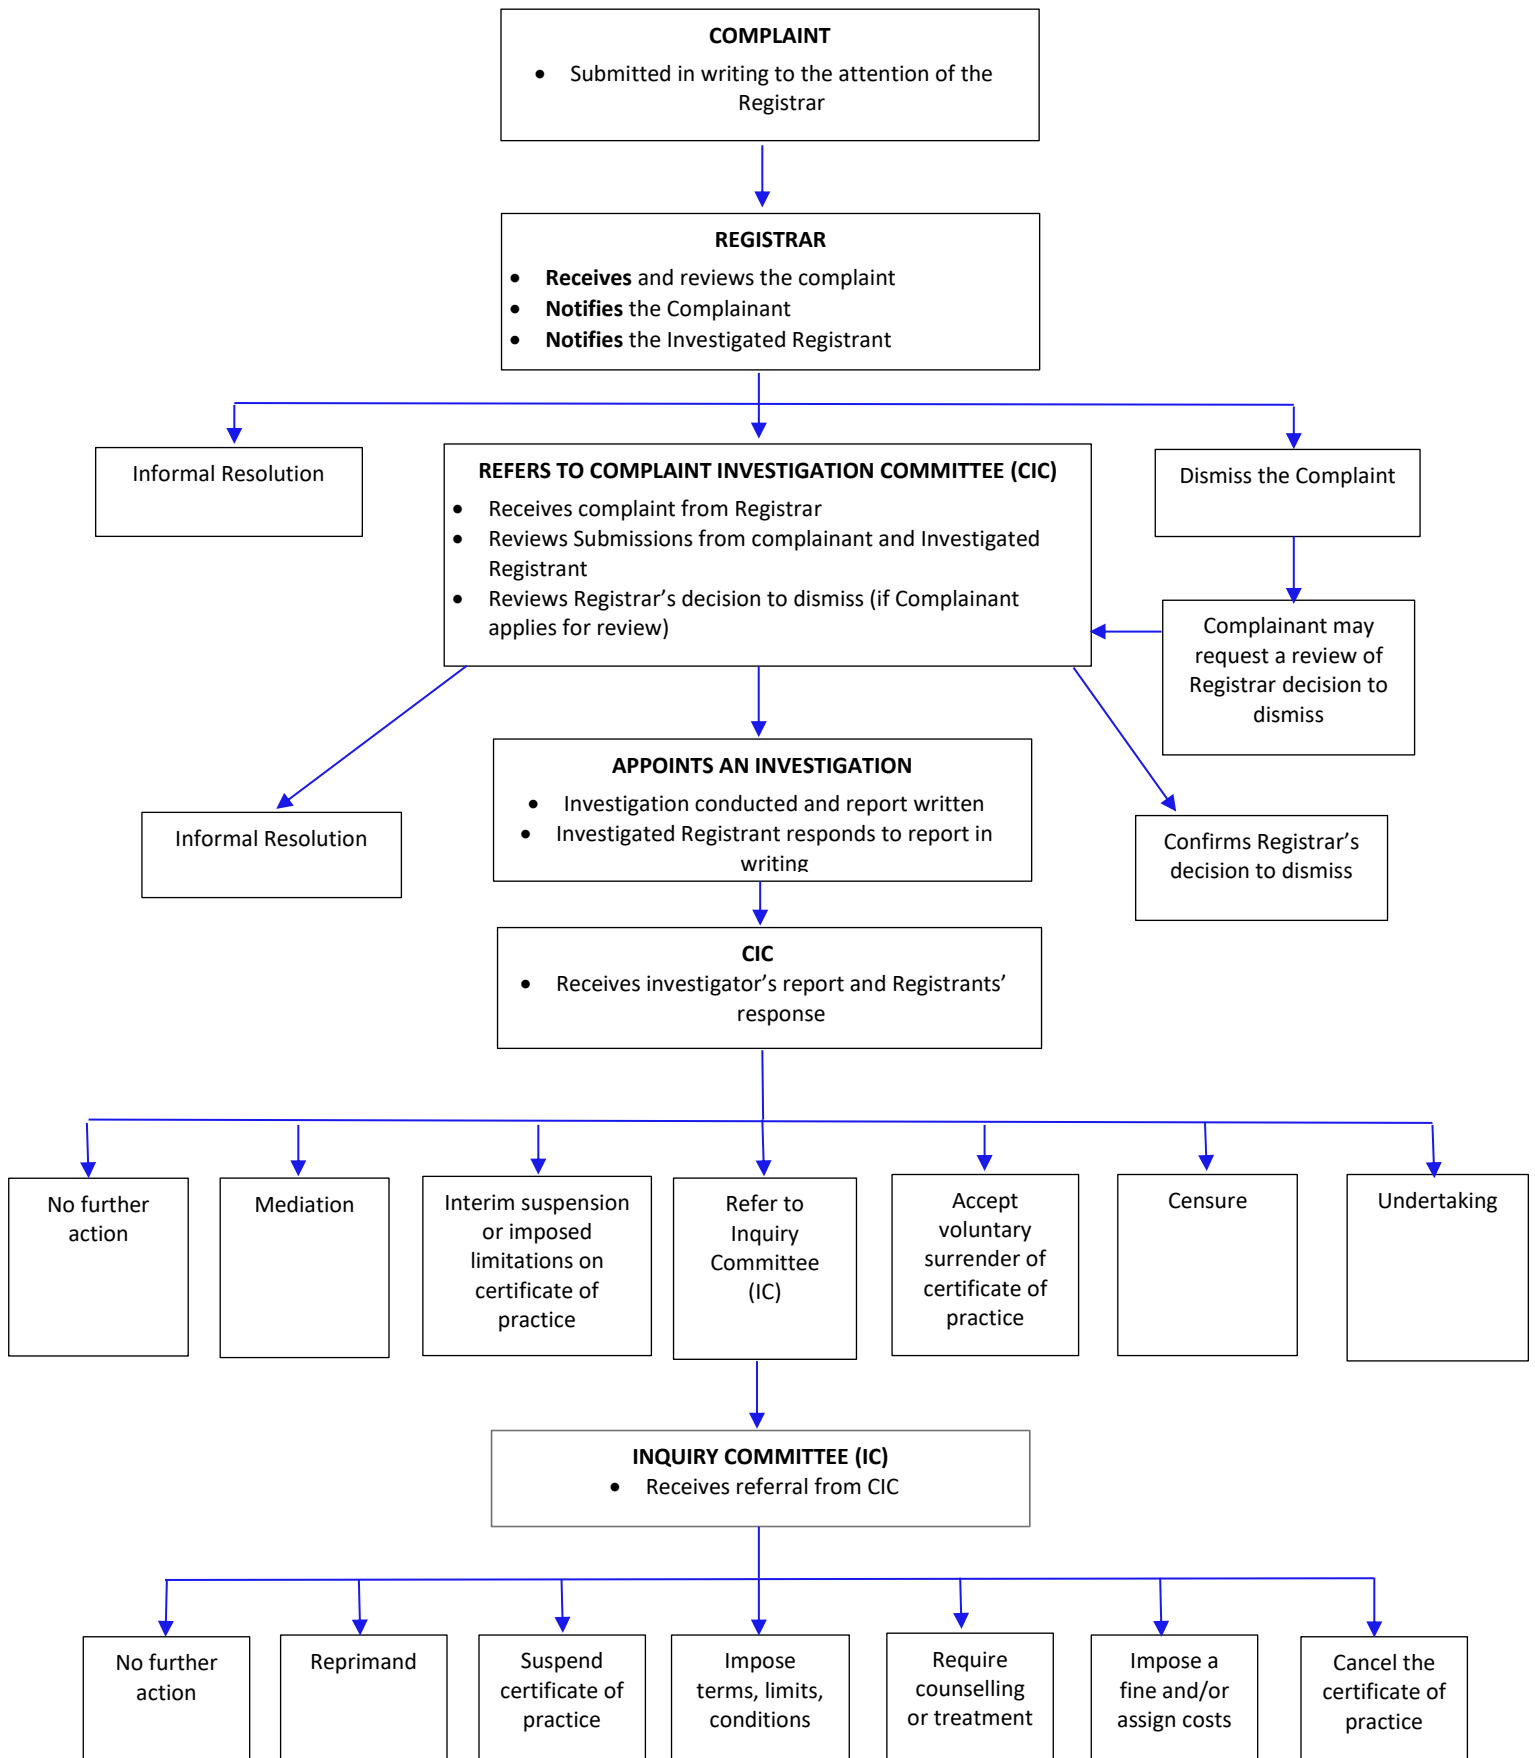 COMPLAINT
• Submitted in writing to the attention of the
Registrar
REGISTRAR
• Receives and reviews the complaint
• Notifies the Complainant
• Notifies the Investigated Registrant
Informal Resolution
REFERS TO COMPLAINT INVESTIGATION COMMITTEE (CIC)
• Receives complaint from Registrar
• Reviews Submissions from complainant and Investigated
Registrant
• Reviews Registrar’s decision to dismiss (if Complainant
applies for review)
Dismiss the Complaint
Complainant may
request a review of
Registrar decision to
dismiss
APPOINTS AN INVESTIGATION
• Investigation conducted and report written
• Investigated Registrant responds to report in
writing
Informal Resolution
Confirms Registrar’s
decision to dismiss
CIC
• Receives investigator’s report and Registrants’
response
No further
action
Mediation
Interim suspension
or imposed
limitations on
certificate of
practice
Refer to
Inquiry
Committee
(IC)
Accept
voluntary
surrender of
certificate of
practice
Censure
Undertaking
INQUIRY COMMITTEE (IC)
• Receives referral from CIC
No further
action
Reprimand
Suspend
certificate of
practice
Impose
terms, limits,
conditions
Require
counselling
or treatment
Impose a
fine and/or
assign costs
Cancel the
certificate of
practice